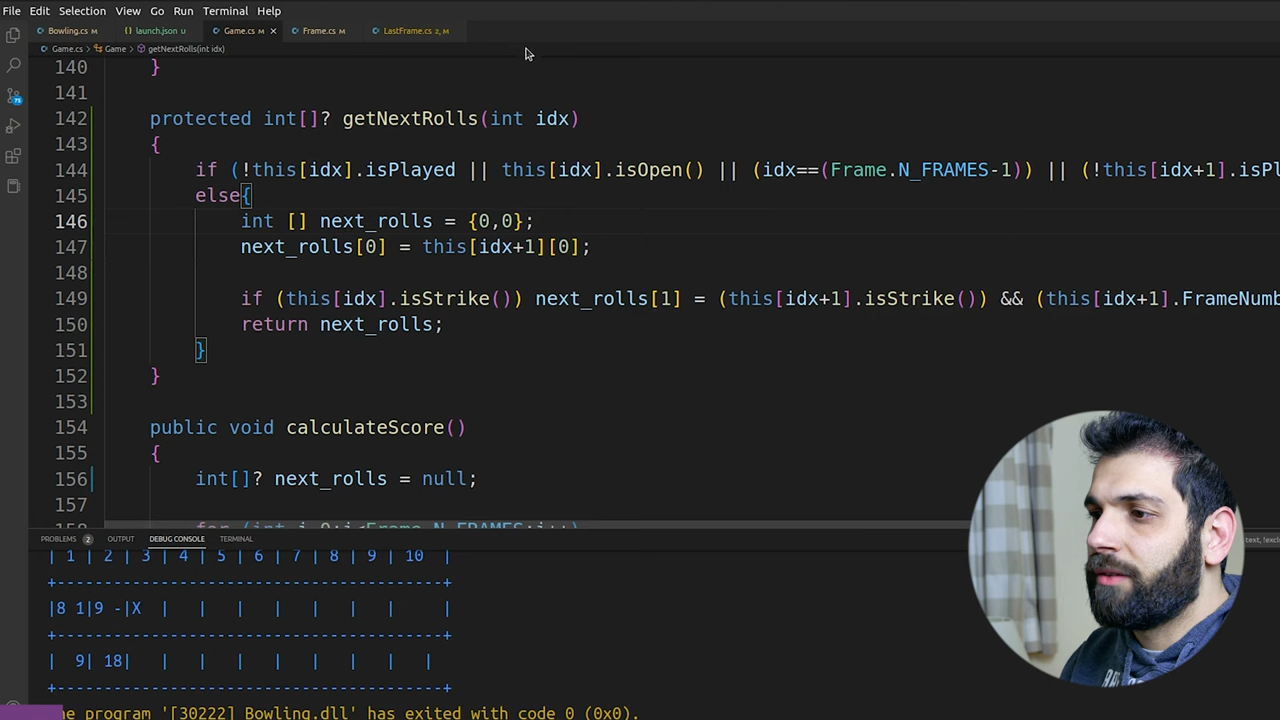 File Edit Selection View Go Run Terminal Help
Bowling.cs M launch.json U Game.cs M Frame.cs M LastFrame.cs 2, M
Game.cs > Game > getNextRolls(int idx)
140 }
141
142 protected int[]? getNextRolls(int idx)
143 {
144 if (!this[idx].isPlayed || this[idx].isOpen() || (idx==(Frame.N_FRAMES-1)) || (!this[idx+1].isPl
145 else{
146 int [] next_rolls = {0,0};
147 next_rolls[0] = this[idx+1][0];
148
149 if (this[idx].isStrike()) next_rolls[1] = (this[idx+1].isStrike()) && (this[idx+1].FrameNumb
150 return next_rolls;
151 }
152 }
153
154 public void calculateScore()
155 {
156 int[]? next_rolls = null;
157
158 for (int i=0;i<Frame.N_FRAMES;i++)
PROBLEMS 2 OUTPUT DEBUG CONSOLE TERMINAL
text, !excl
| 1 | 2 | 3 | 4 | 5 | 6 | 7 | 8 | 9 | 10 |
+-----------------------------------------+
|8 1|9 -|X | | | | | | | |
+-----------------------------------------+
| 9| 18| | | | | | | |
+-----------------------------------------+
he program '[30222] Bowling.dll' has exited with code 0 (0x0).